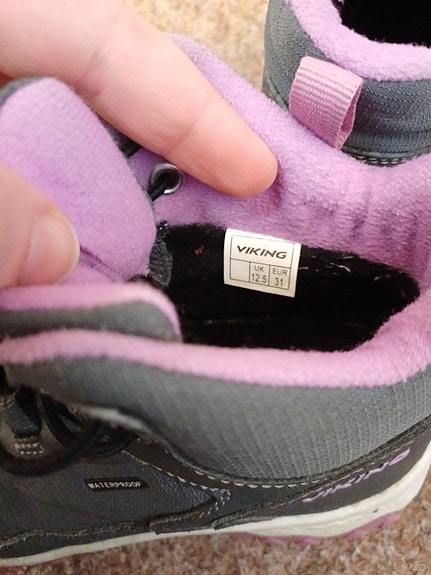 VIKING
UK EUR
12.5 31
WATERPROOF
VIKING